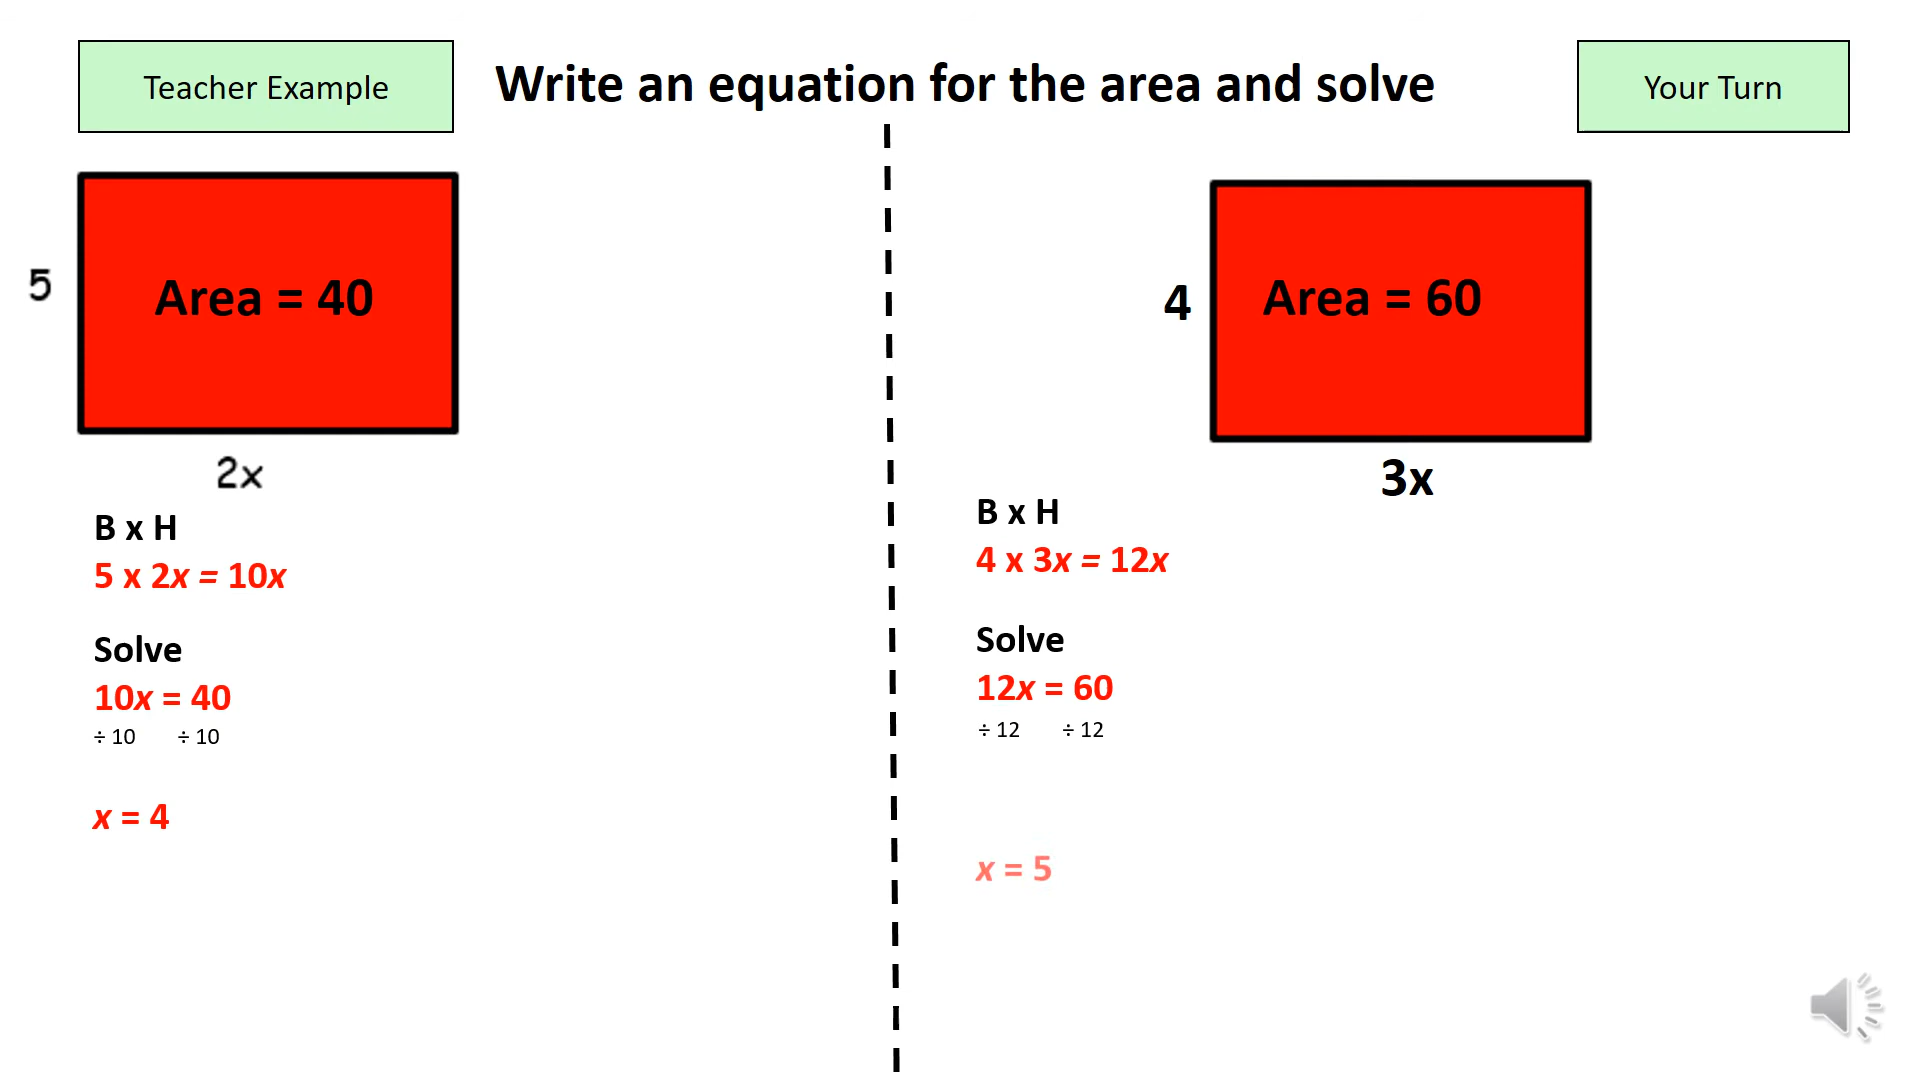 Teacher Example
Write an equation for the area and solve
Your Turn
5
Area = 40
2x
B x H
5 x 2x = 10x
Solve
10x = 40
÷ 10 ÷ 10
x = 4
4
Area = 60
3x
B x H
4 x 3x = 12x
Solve
12x = 60
÷ 12 ÷ 12
x = 5